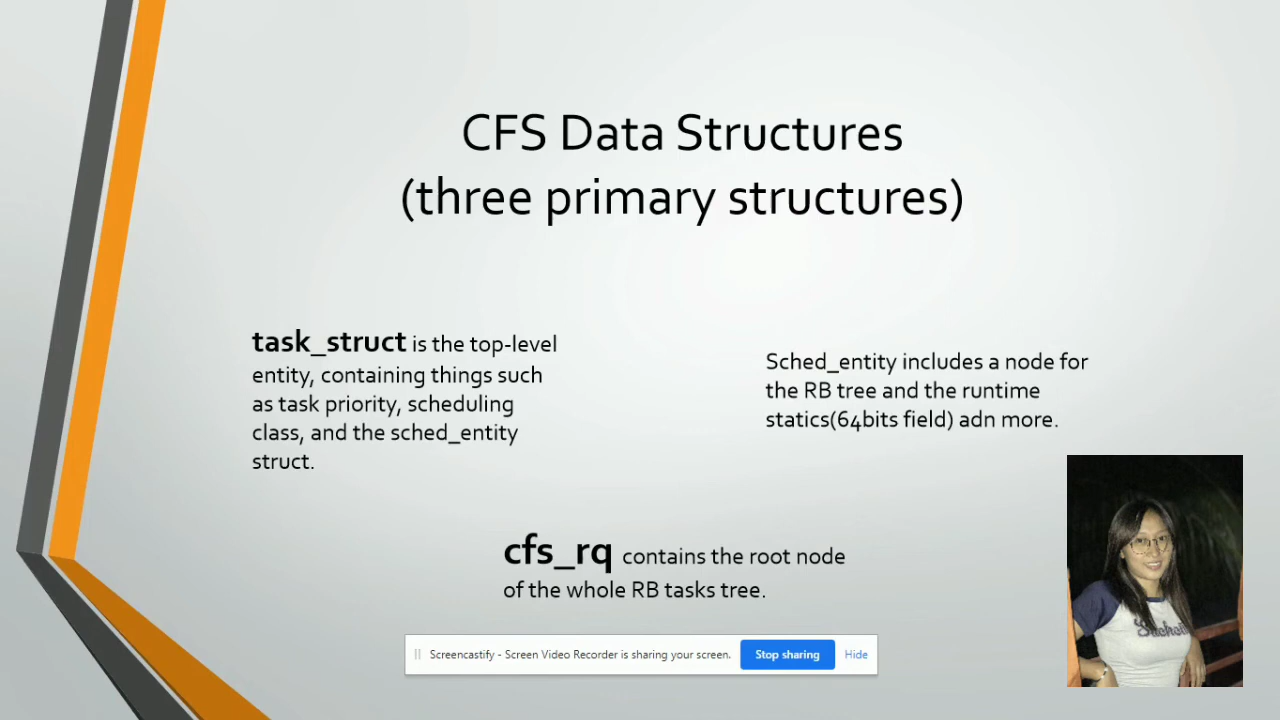 CFS Data Structures
(three primary structures)
task_struct is the top-level
entity, containing things such
as task priority, scheduling
class, and the sched_entity
struct.
Sched_entity includes a node for
the RB tree and the runtime
statics(64bits field) adn more.
cfs_rq contains the root node
of the whole RB tasks tree.
Screencastify - Screen Video Recorder is sharing your screen. Stop sharing Hide